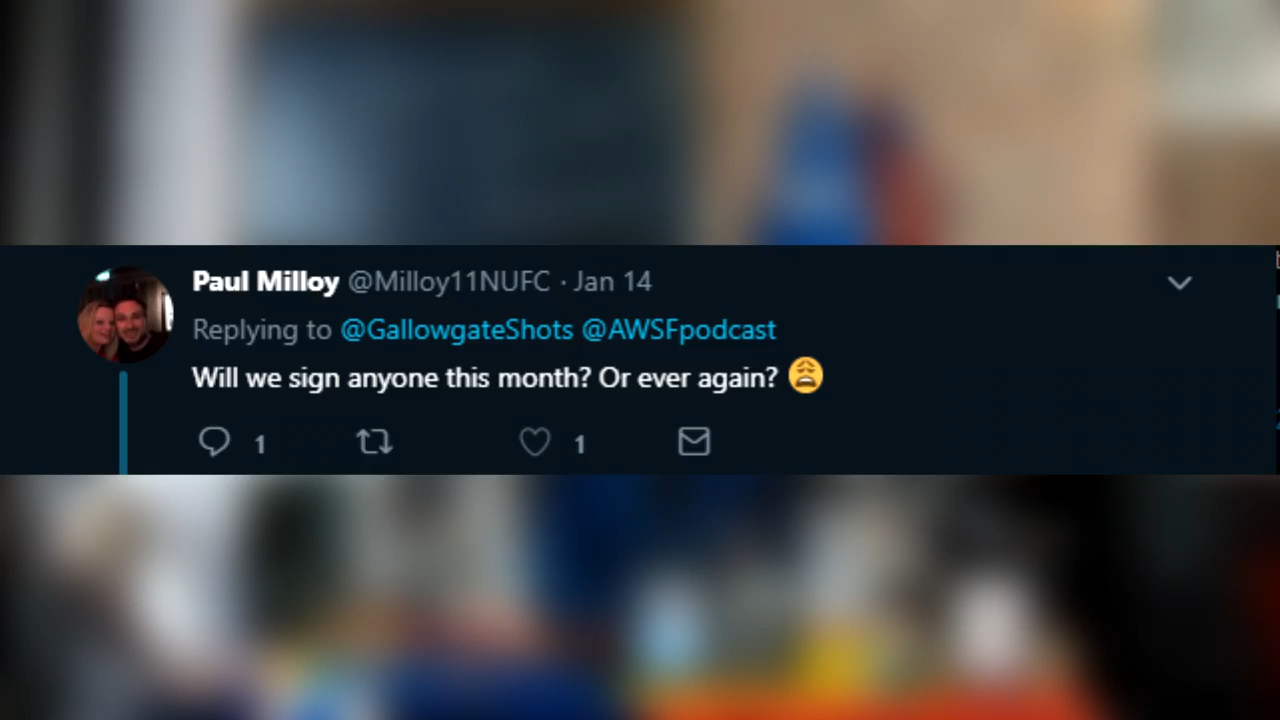 Paul Milloy @Milloy11NUFC · Jan 14
Replying to @GallowgateShots @AWSFpodcast
Will we sign anyone this month? Or ever again? 😩
1 1